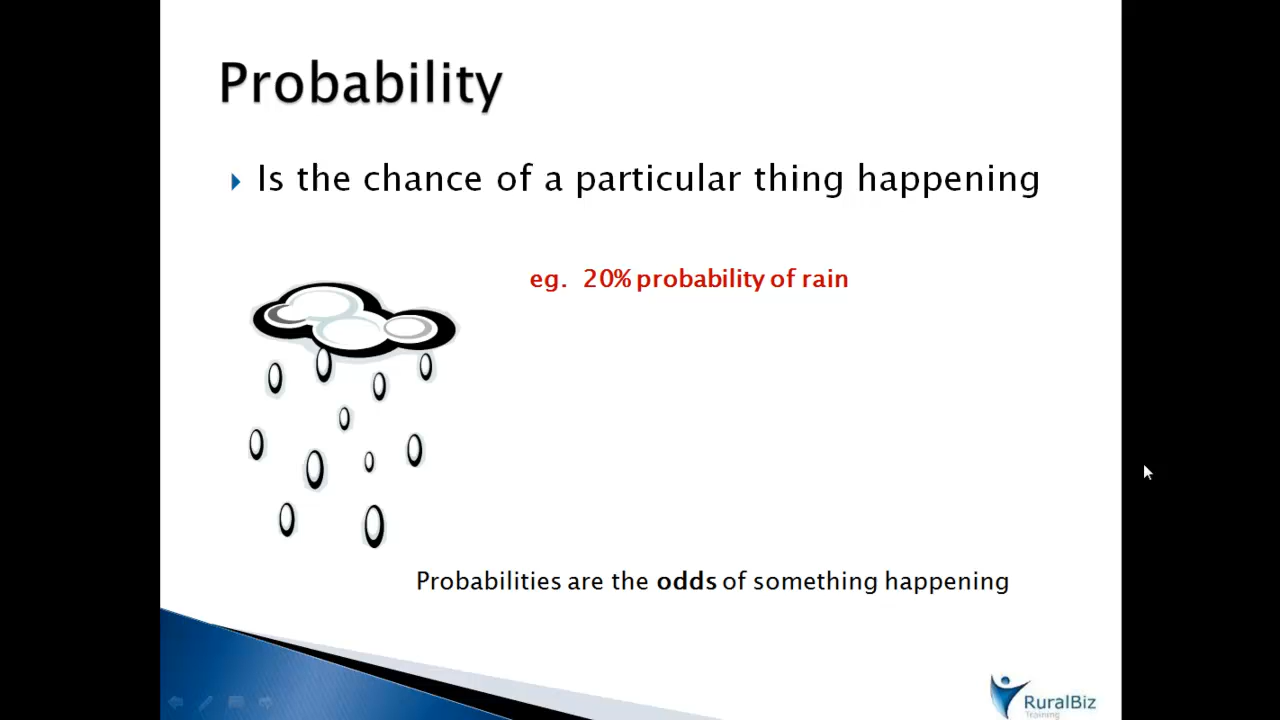 Probability
Is the chance of a particular thing happening
eg. 20% probability of rain
Probabilities are the odds of something happening
RuralBiz
Training